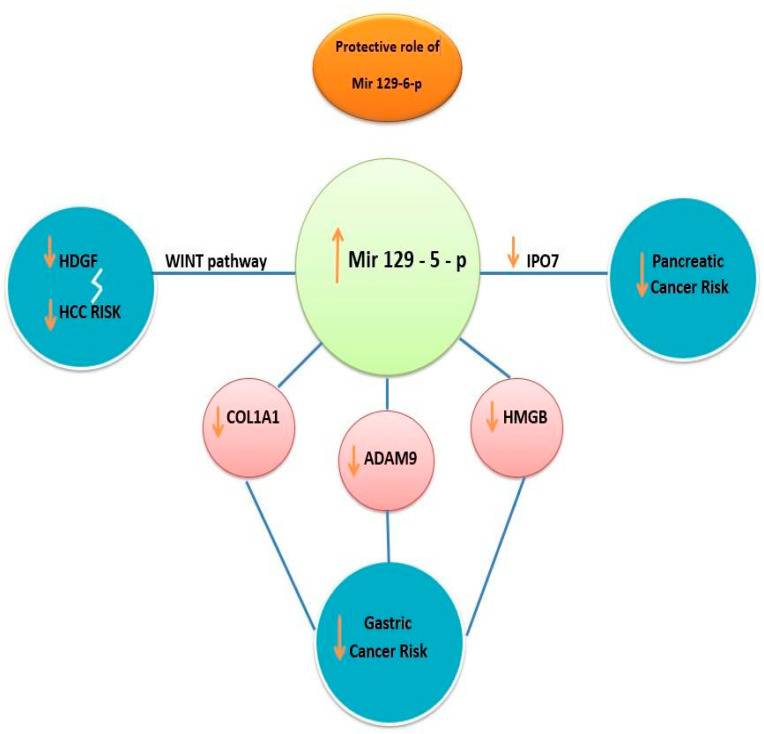 Protective role of
Mir 129-6-p
Mir 129 - 5 - p
HDGF
HCC RISK
WINT pathway
IPO7
Pancreatic
Cancer Risk
COL1A1
ADAM9
HMGB
Gastric
Cancer Risk